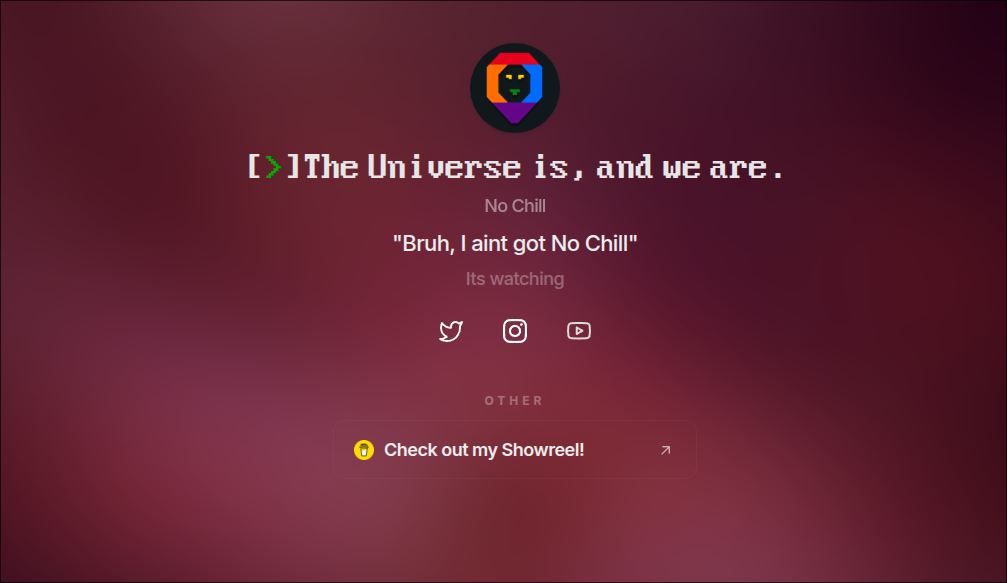 [>]The Universe is, and we are.
No Chill
"Bruh, I aint got No Chill"
Its watching
OTHER
Check out my Showreel!